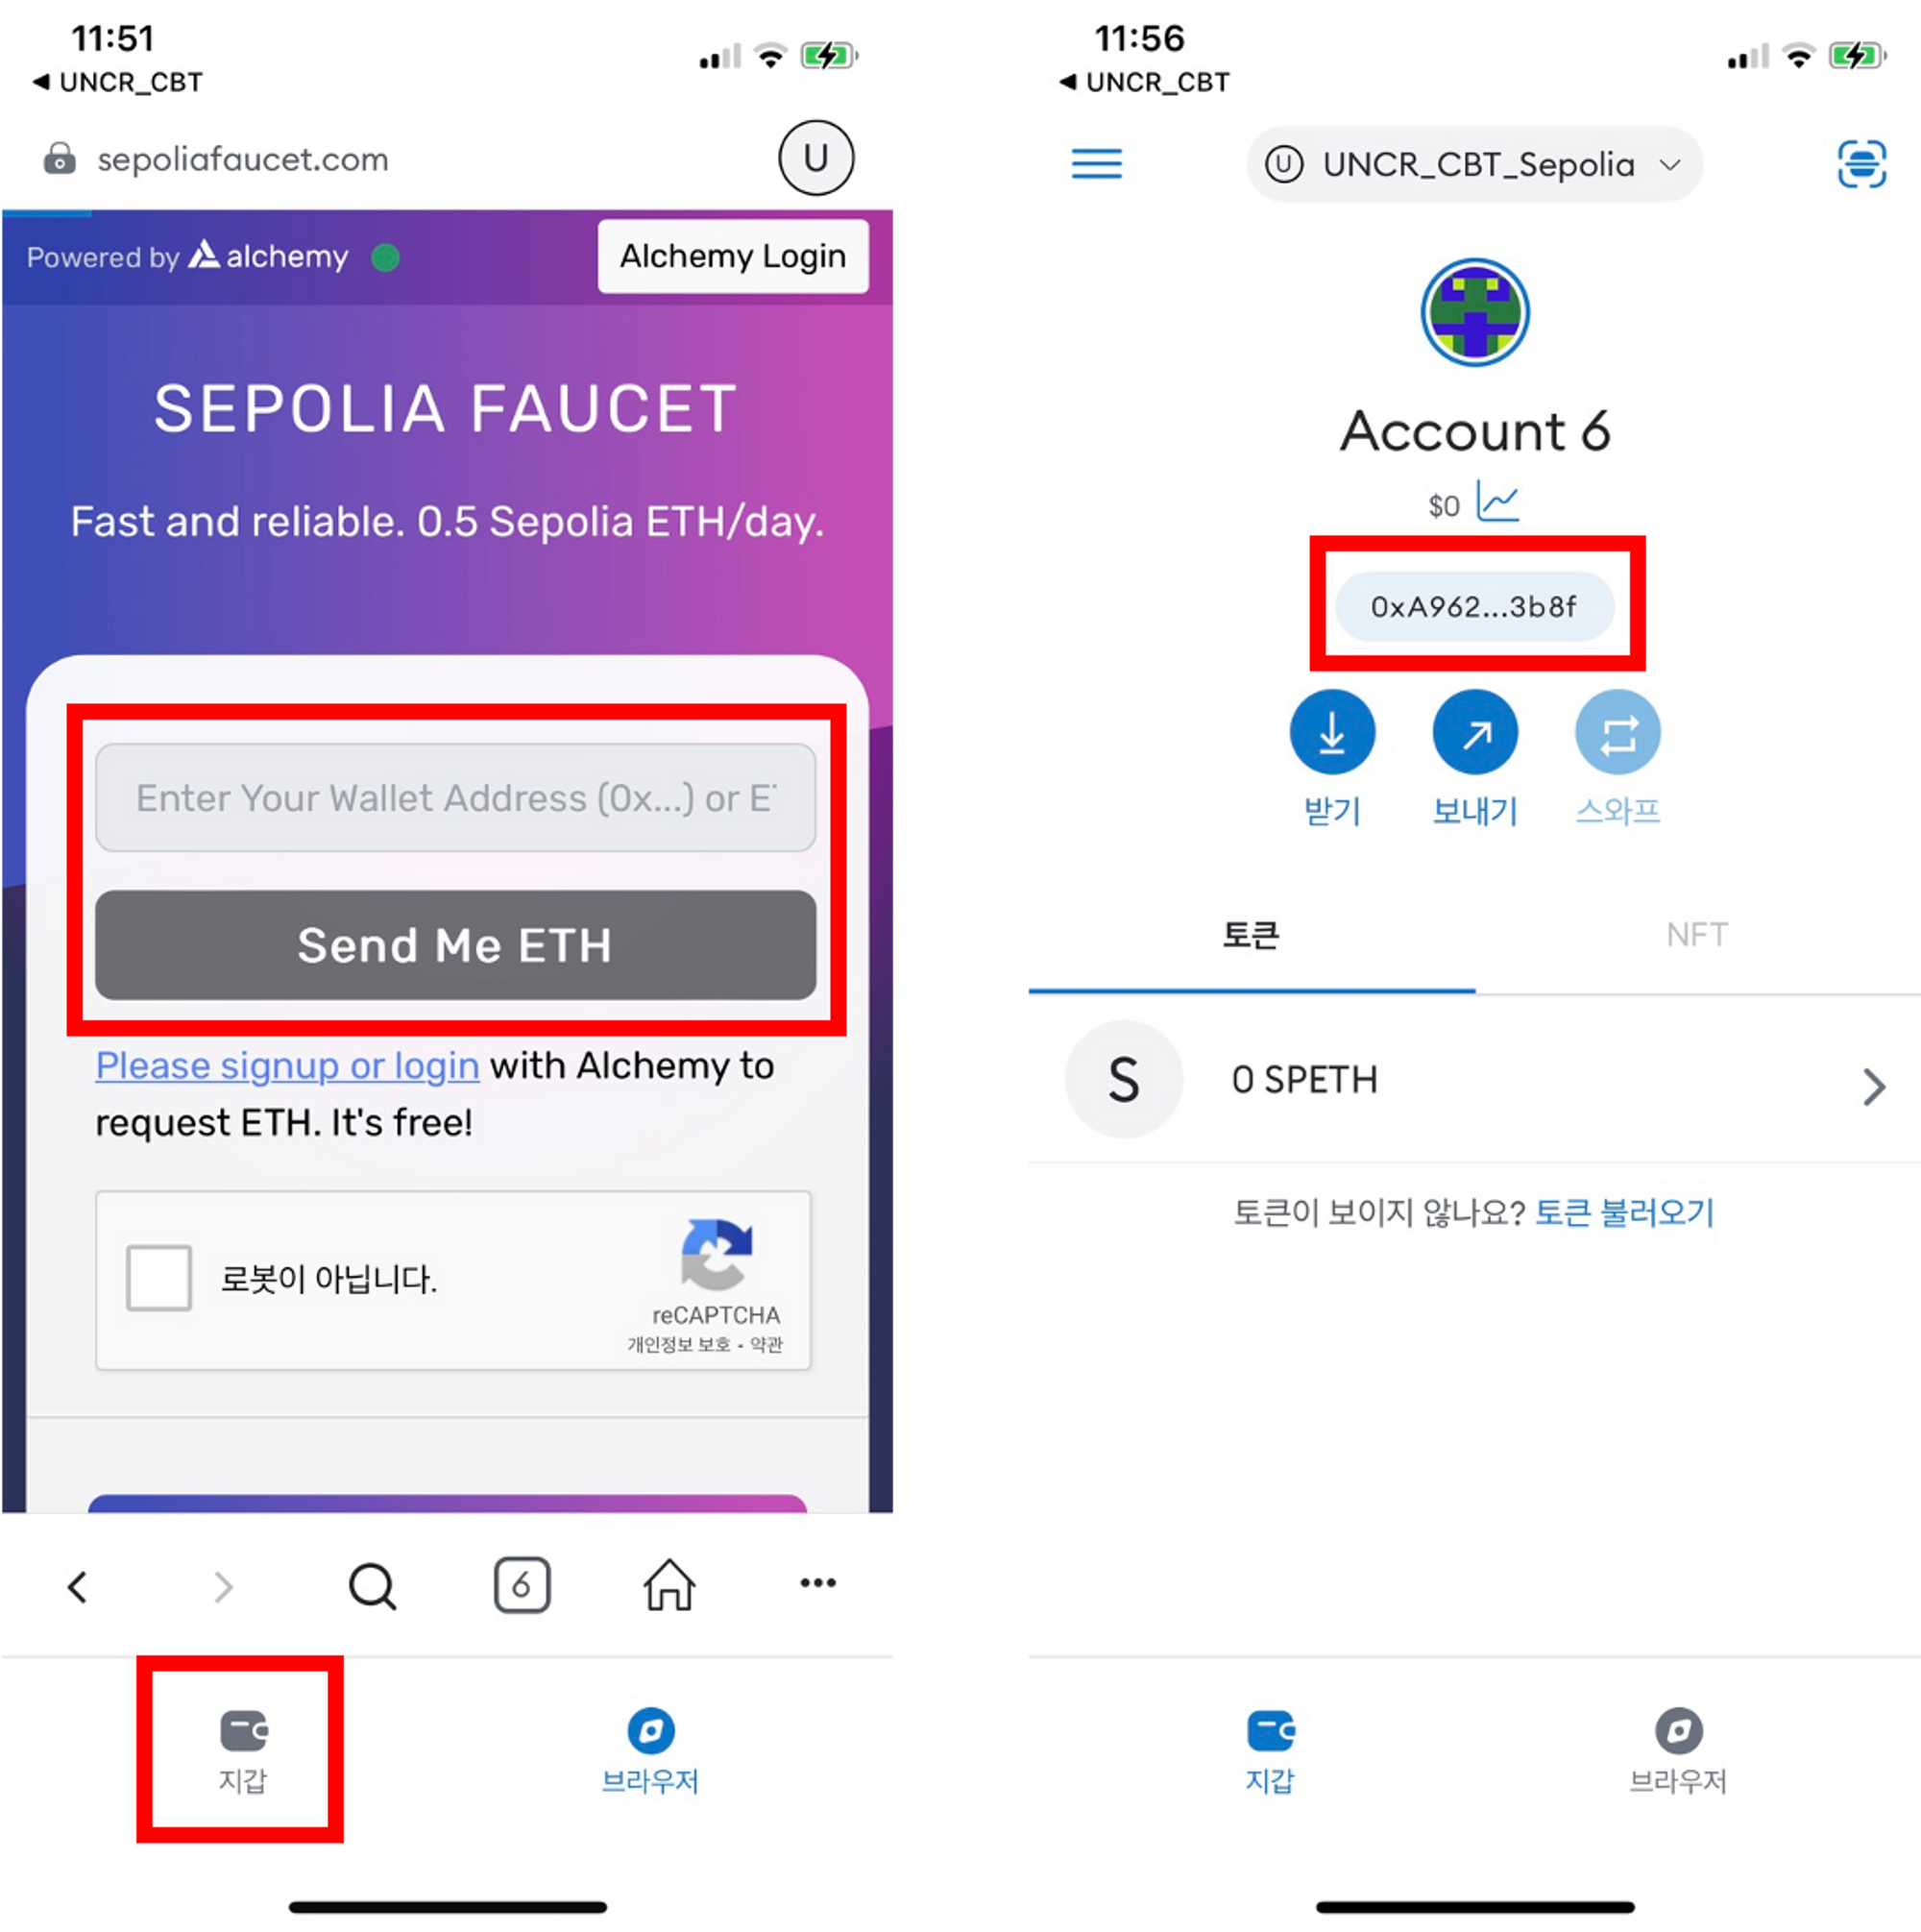 11:51
◀ UNCR_CBT
sepoliafaucet.com
U
Powered by alchemy
Alchemy Login
SEPOLIA FAUCET
Fast and reliable. 0.5 Sepolia ETH/day.
Enter Your Wallet Address (0x...) or E
Send Me ETH
Please signup or login with Alchemy to
request ETH. It's free!
로봇이 아닙니다.
reCAPTCHA
개인정보 보호 - 약관
6
지갑
브라우저
11:56
◀ UNCR_CBT
U UNCR_CBT_Sepolia
Account 6
$0
0xA962...3b8f
받기
보내기
스와프
토큰
NFT
S
0 SPETH
토큰이 보이지 않나요? 토큰 불러오기
지갑
브라우저